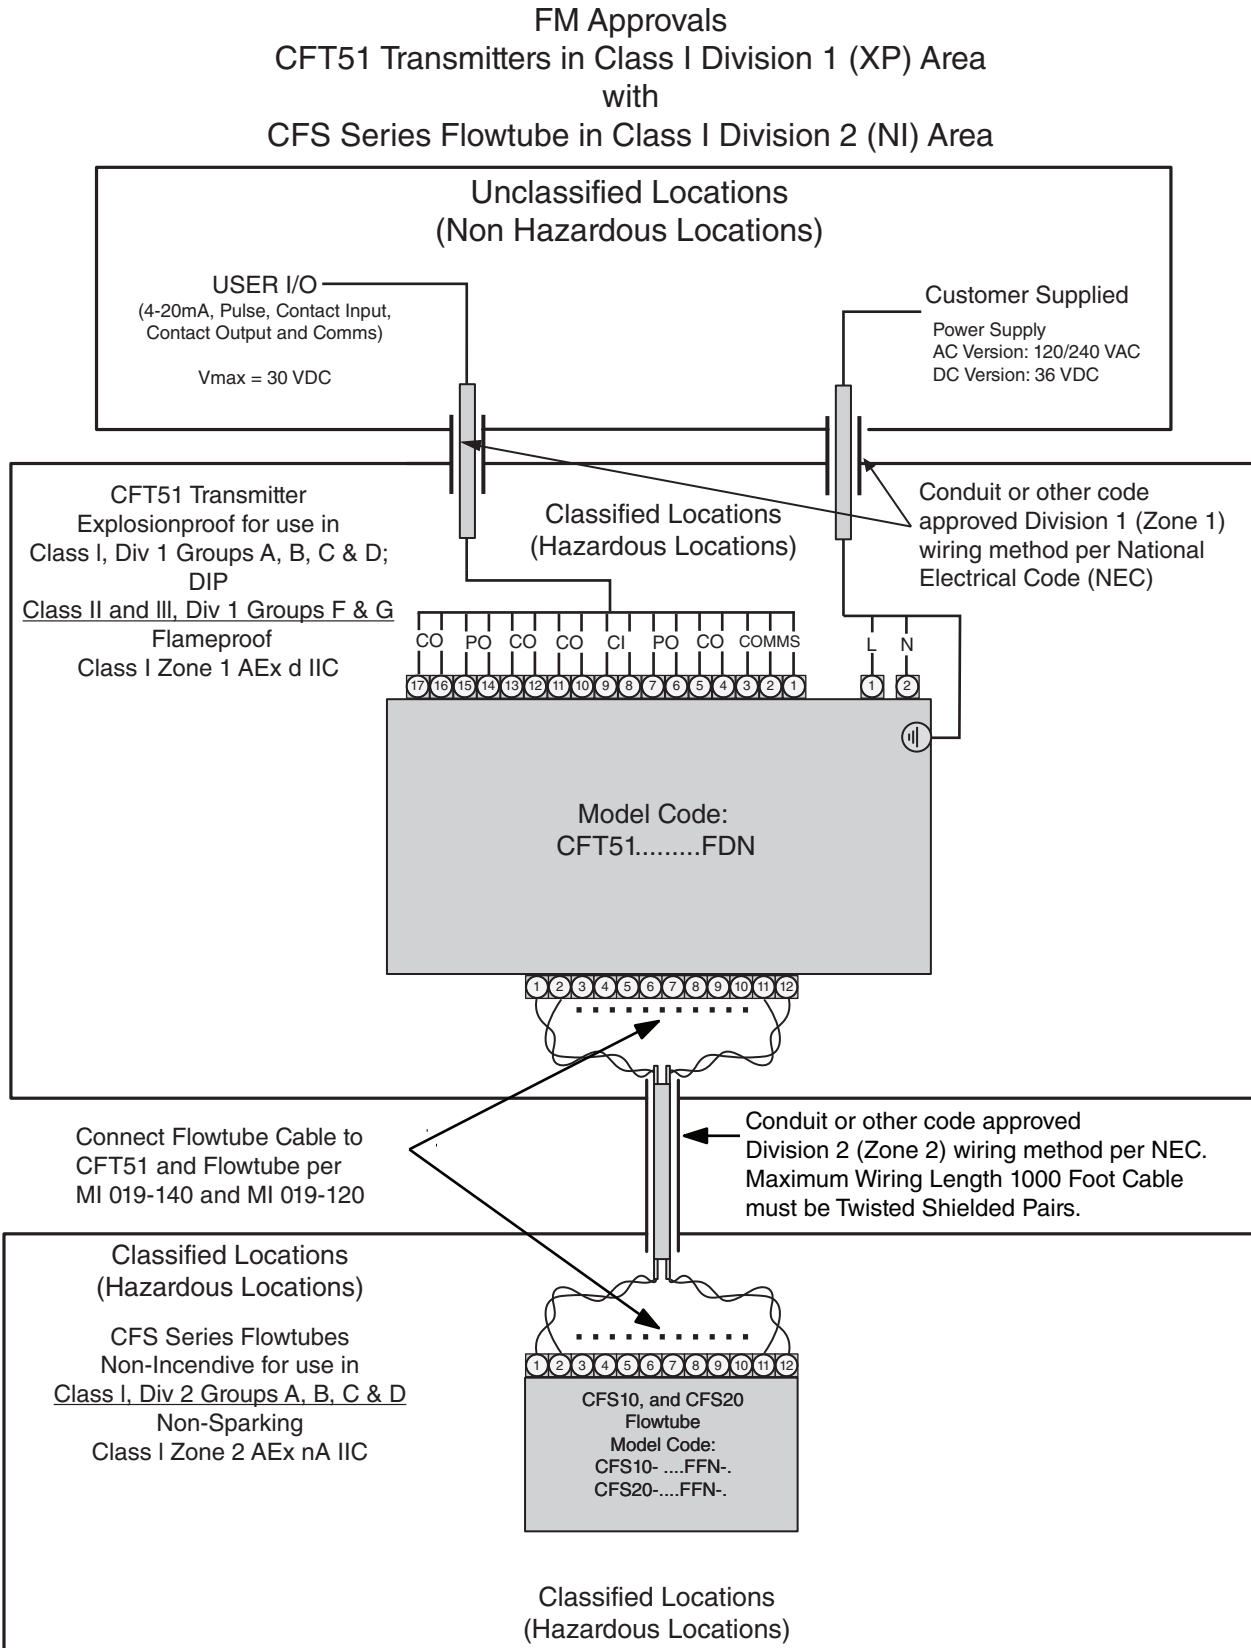 FM Approvals
CFT51 Transmitters in Class I Division 1 (XP) Area
with
CFS Series Flowtube in Class I Division 2 (NI) Area
Unclassified Locations
(Non Hazardous Locations)
USER I/O
(4-20mA, Pulse, Contact Input,
Contact Output and Comms)
Vmax = 30 VDC
Customer Supplied
Power Supply
AC Version: 120/240 VAC
DC Version: 36 VDC
CFT51 Transmitter
Explosionproof for use in
Class I, Div 1 Groups A, B, C & D;
DIP
Class II and III, Div 1 Groups F & G
Flameproof
Class I Zone 1 AEx d IIC
Classified Locations
(Hazardous Locations)
Conduit or other code
approved Division 1 (Zone 1)
wiring method per National
Electrical Code (NEC)
CO PO CO CO CI PO CO COMMS L N
17 16 15 14 13 12 11 10 9 8 7 6 5 4 3 2 1 1 2
Model Code:
CFT51.........FDN
1 2 3 4 5 6 7 8 9 10 11 12
Connect Flowtube Cable to
CFT51 and Flowtube per
MI 019-140 and MI 019-120
Conduit or other code approved
Division 2 (Zone 2) wiring method per NEC.
Maximum Wiring Length 1000 Foot Cable
must be Twisted Shielded Pairs.
Classified Locations
(Hazardous Locations)
CFS Series Flowtubes
Non-Incendive for use in
Class I, Div 2 Groups A, B, C & D
Non-Sparking
Class I Zone 2 AEx nA IIC
1 2 3 4 5 6 7 8 9 10 11 12
CFS10, and CFS20
Flowtube
Model Code:
CFS10- ....FFN-.
CFS20-....FFN-.
Classified Locations
(Hazardous Locations)